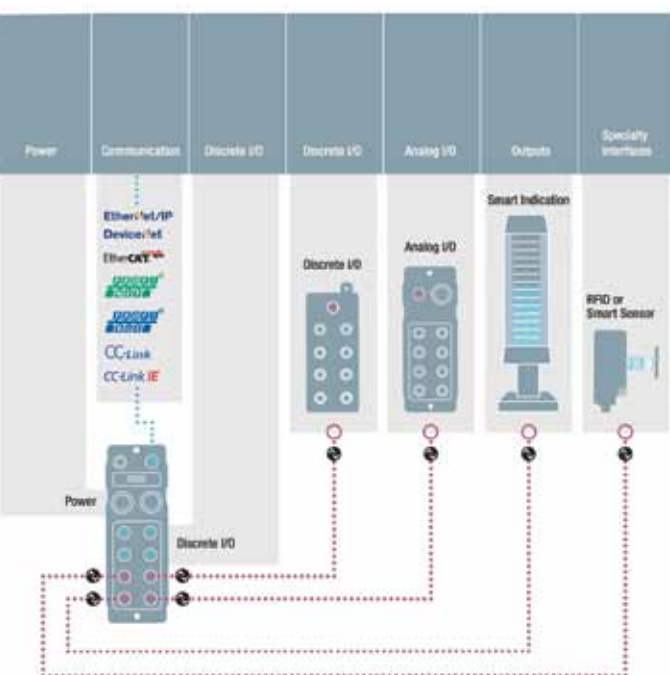 Power
Communication
Discrete I/O
Discrete I/O
Analog I/O
Outputs
Specialty
Interfaces
EtherNet/IP
DeviceNet
EtherCAT
CC-Link
CC-Link IE
Discrete I/O
Analog I/O
Smart Indication
RFID or
Smart Sensor
Power
Discrete I/O